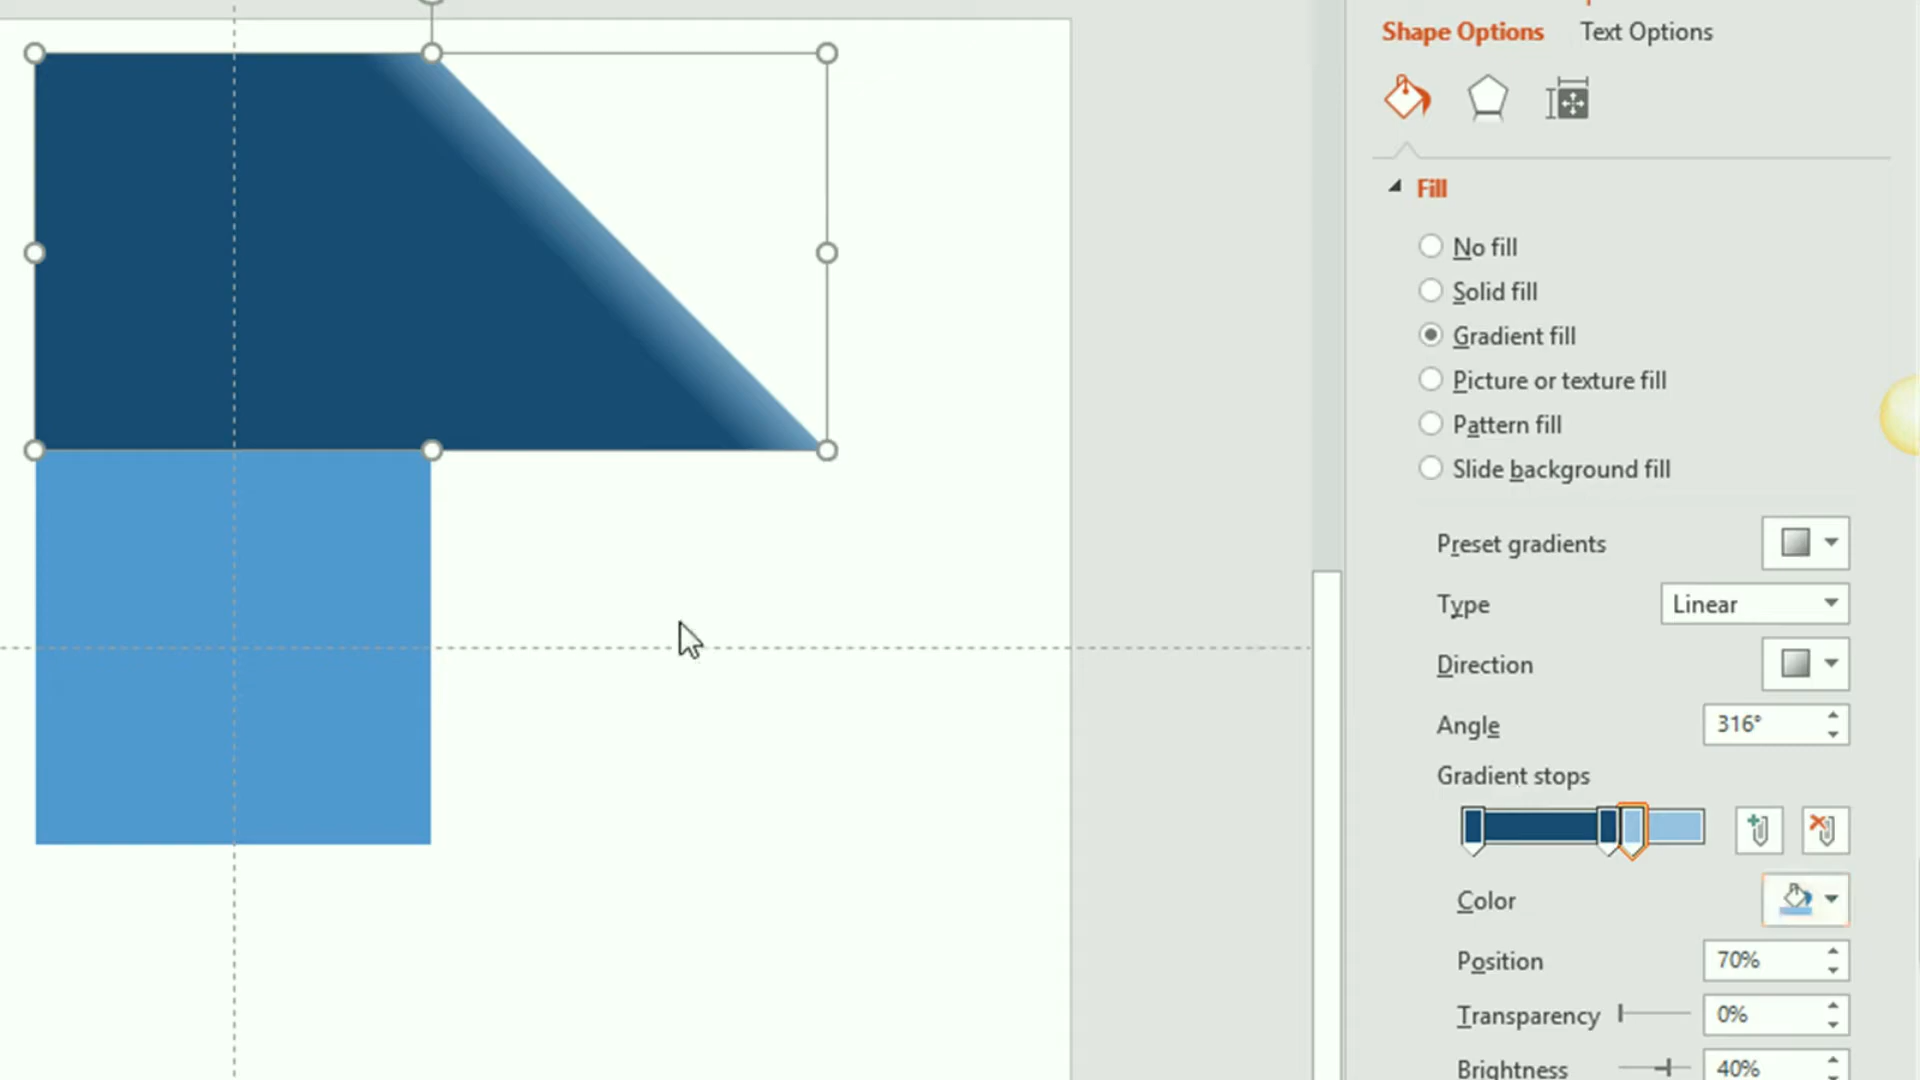 Shape Options Text Options
Fill
No fill
Solid fill
Gradient fill
Picture or texture fill
Pattern fill
Slide background fill
Preset gradients
Type Linear
Direction
Angle 316°
Gradient stops
Color
Position 70%
Transparency 0%
Brightness 40%